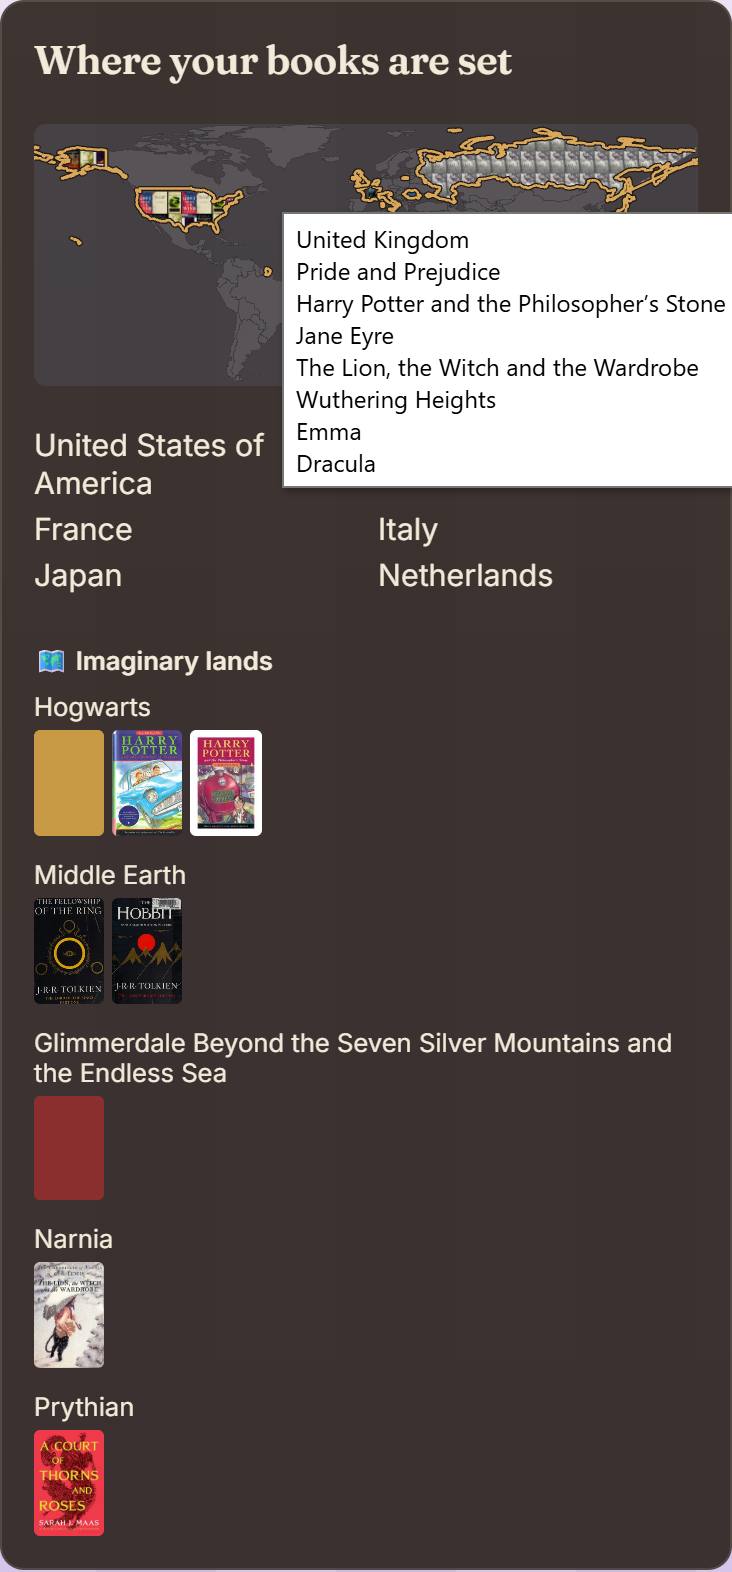 Where your books are set
United Kingdom
Pride and Prejudice
Harry Potter and the Philosopher’s Stone
Jane Eyre
The Lion, the Witch and the Wardrobe
Wuthering Heights
Emma
Dracula
United States of
America
France
Italy
Japan
Netherlands
Imaginary lands
Hogwarts
HARRY
POTTER
HARRY
POTTER
Middle Earth
THE FELLOWSHIP
OF THE RING
J·R·R·TOLKIEN
THE
HOBBIT
J·R·R·TOLKIEN
Glimmerdale Beyond the Seven Silver Mountains and
the Endless Sea
Narnia
THE LION, the WITCH
and the WARDROBE
Prythian
A COURT
OF
THORNS
AND
ROSES
SARAH J. MAAS